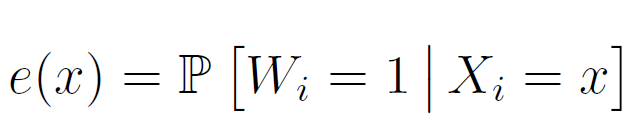 e(x) = ℙ [W_i = 1 | X_i = x]